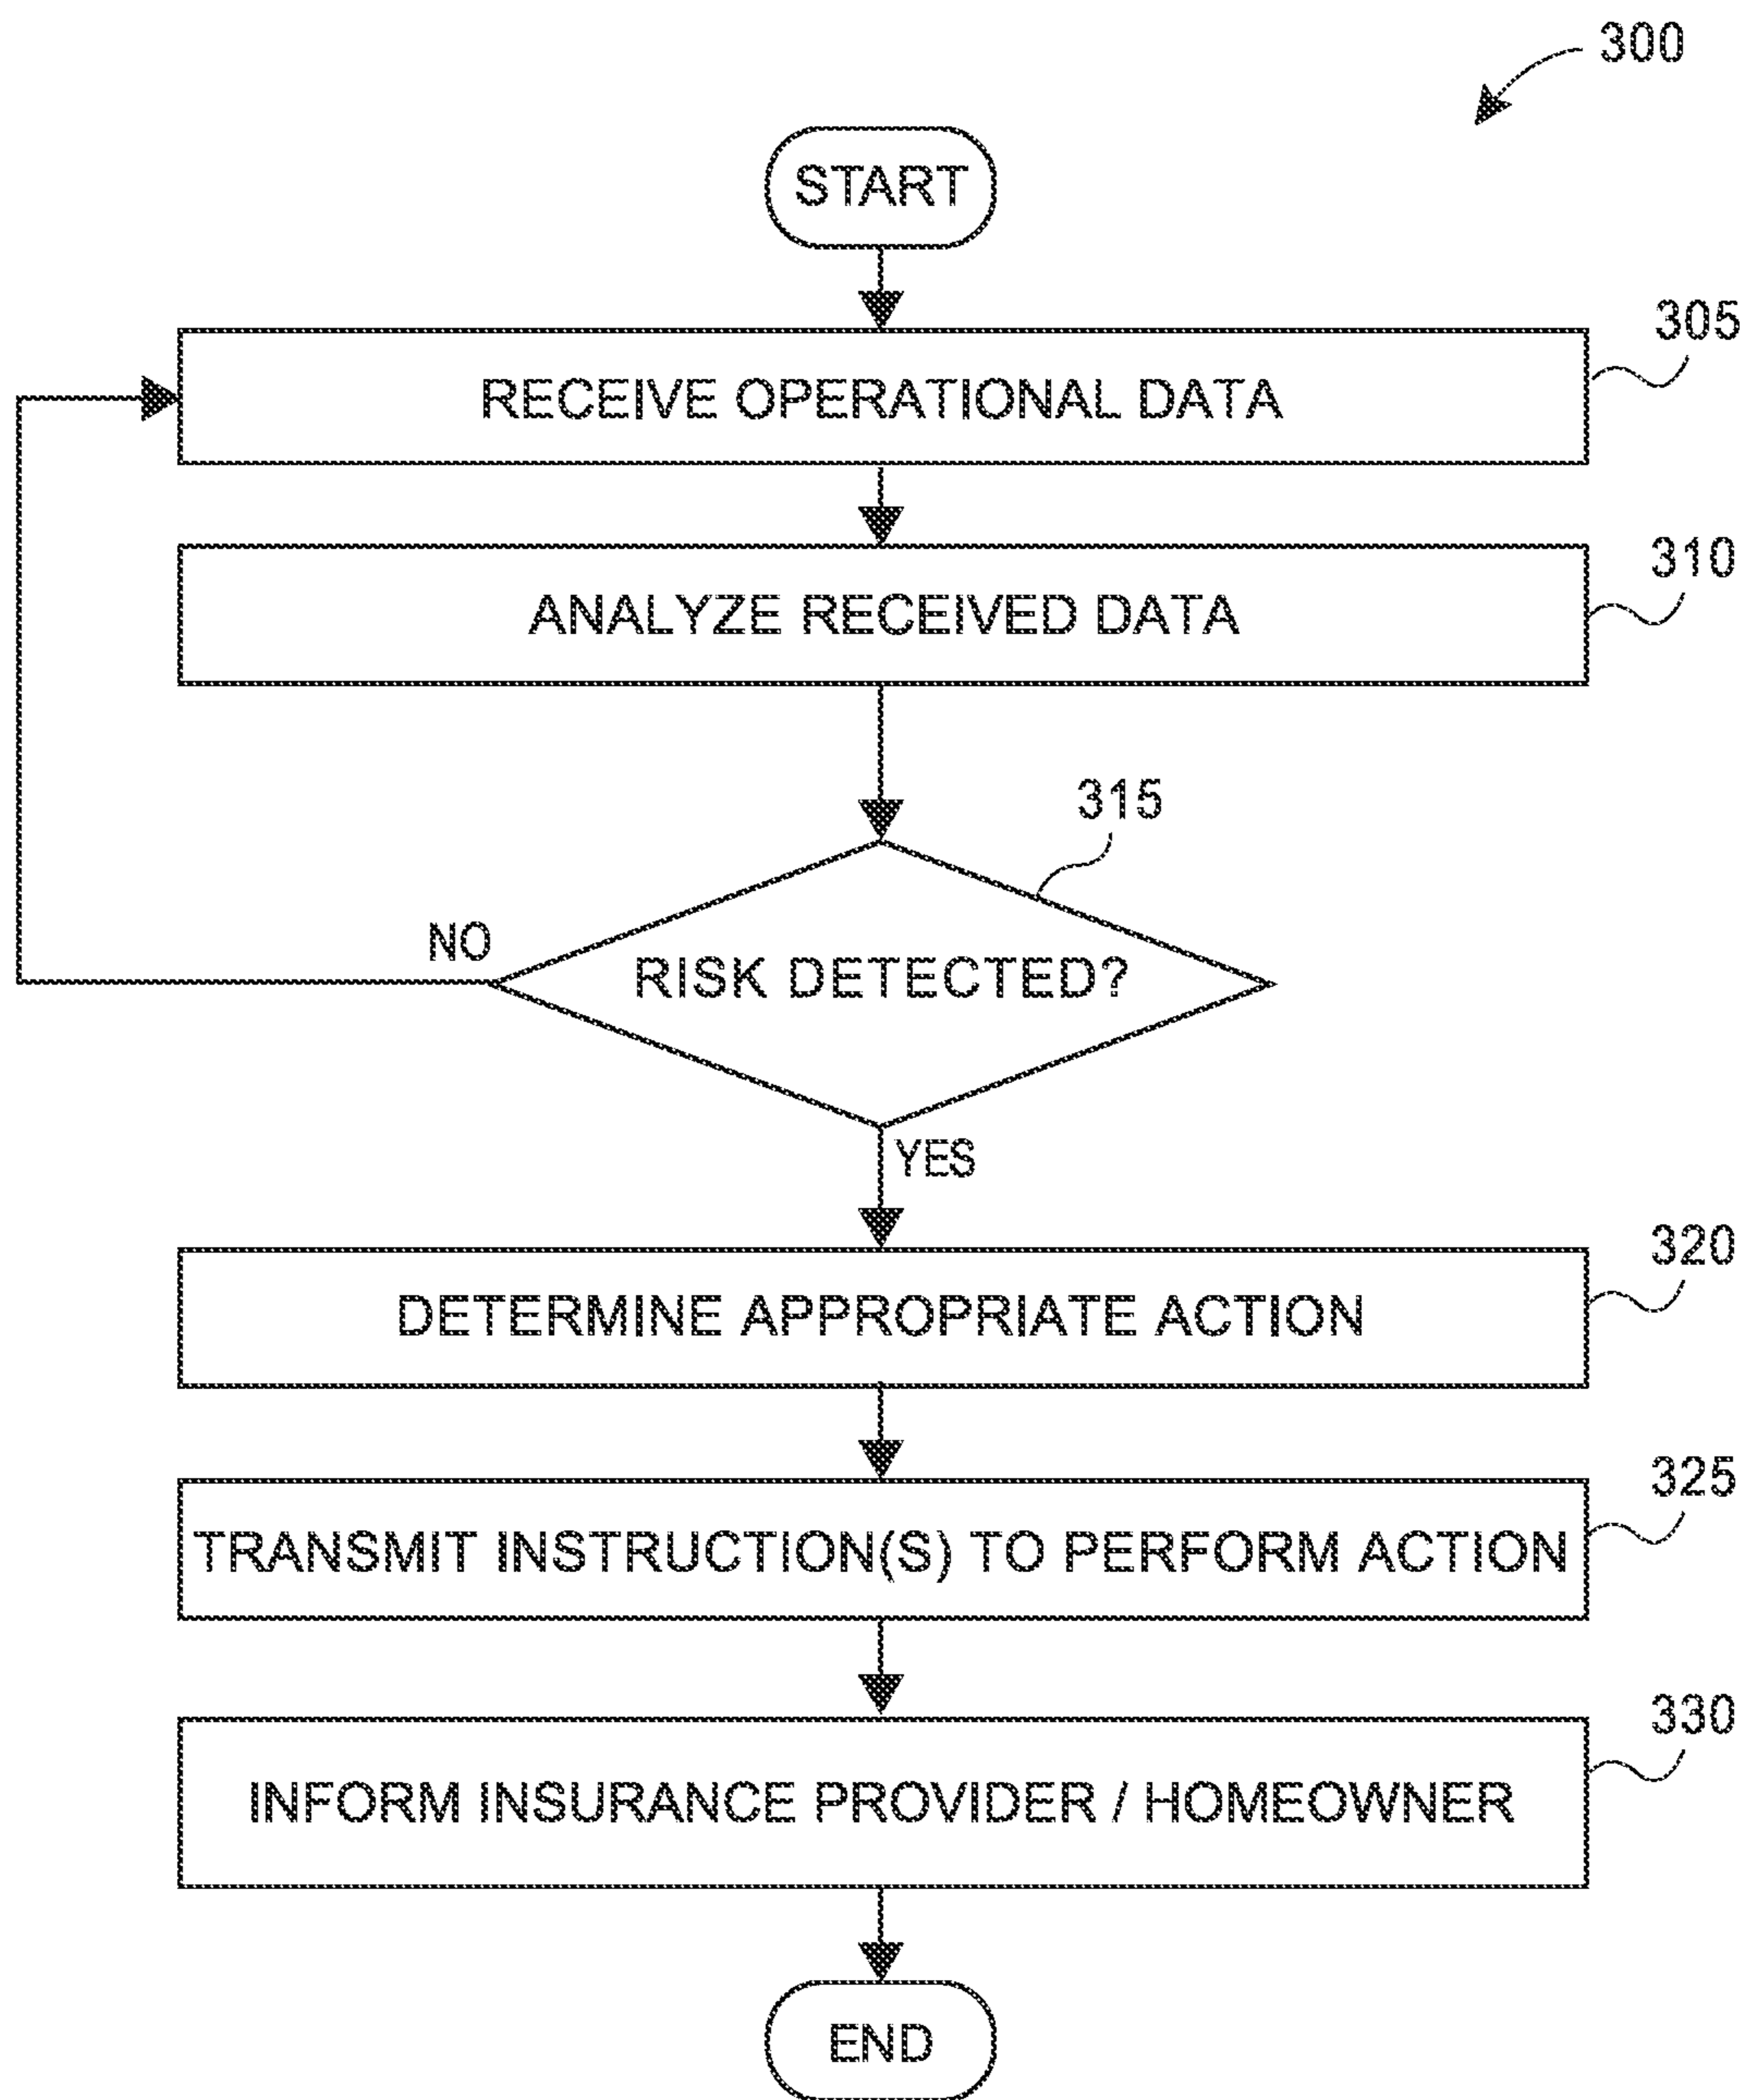 300
START
305
RECEIVE OPERATIONAL DATA
310
ANALYZE RECEIVED DATA
315
NO
RISK DETECTED?
YES
320
DETERMINE APPROPRIATE ACTION
325
TRANSMIT INSTRUCTION(S) TO PERFORM ACTION
330
INFORM INSURANCE PROVIDER / HOMEOWNER
END